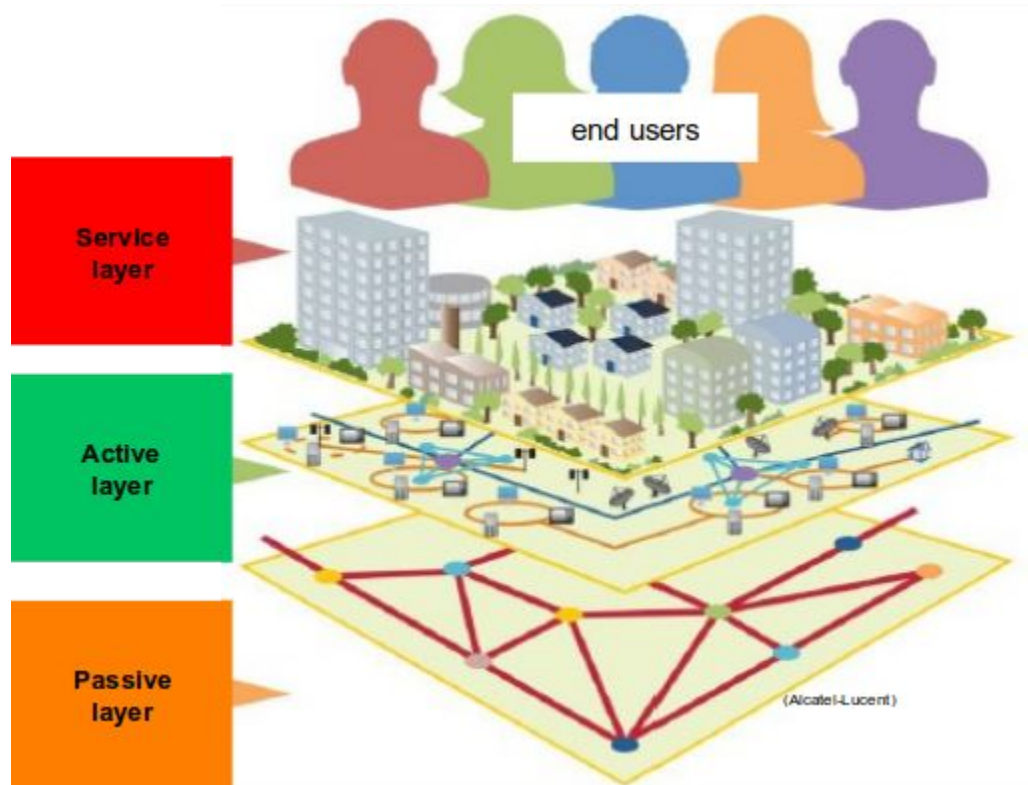 end users
Service
layer
Active
layer
Passive
layer
(Alcatel-Lucent)